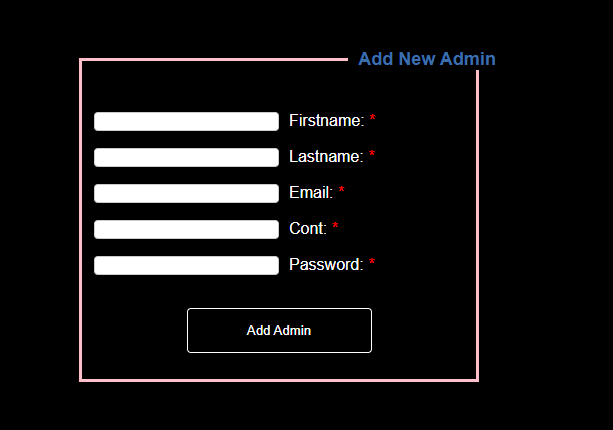 Add New Admin
Firstname: *
Lastname: *
Email: *
Cont: *
Password: *
Add Admin